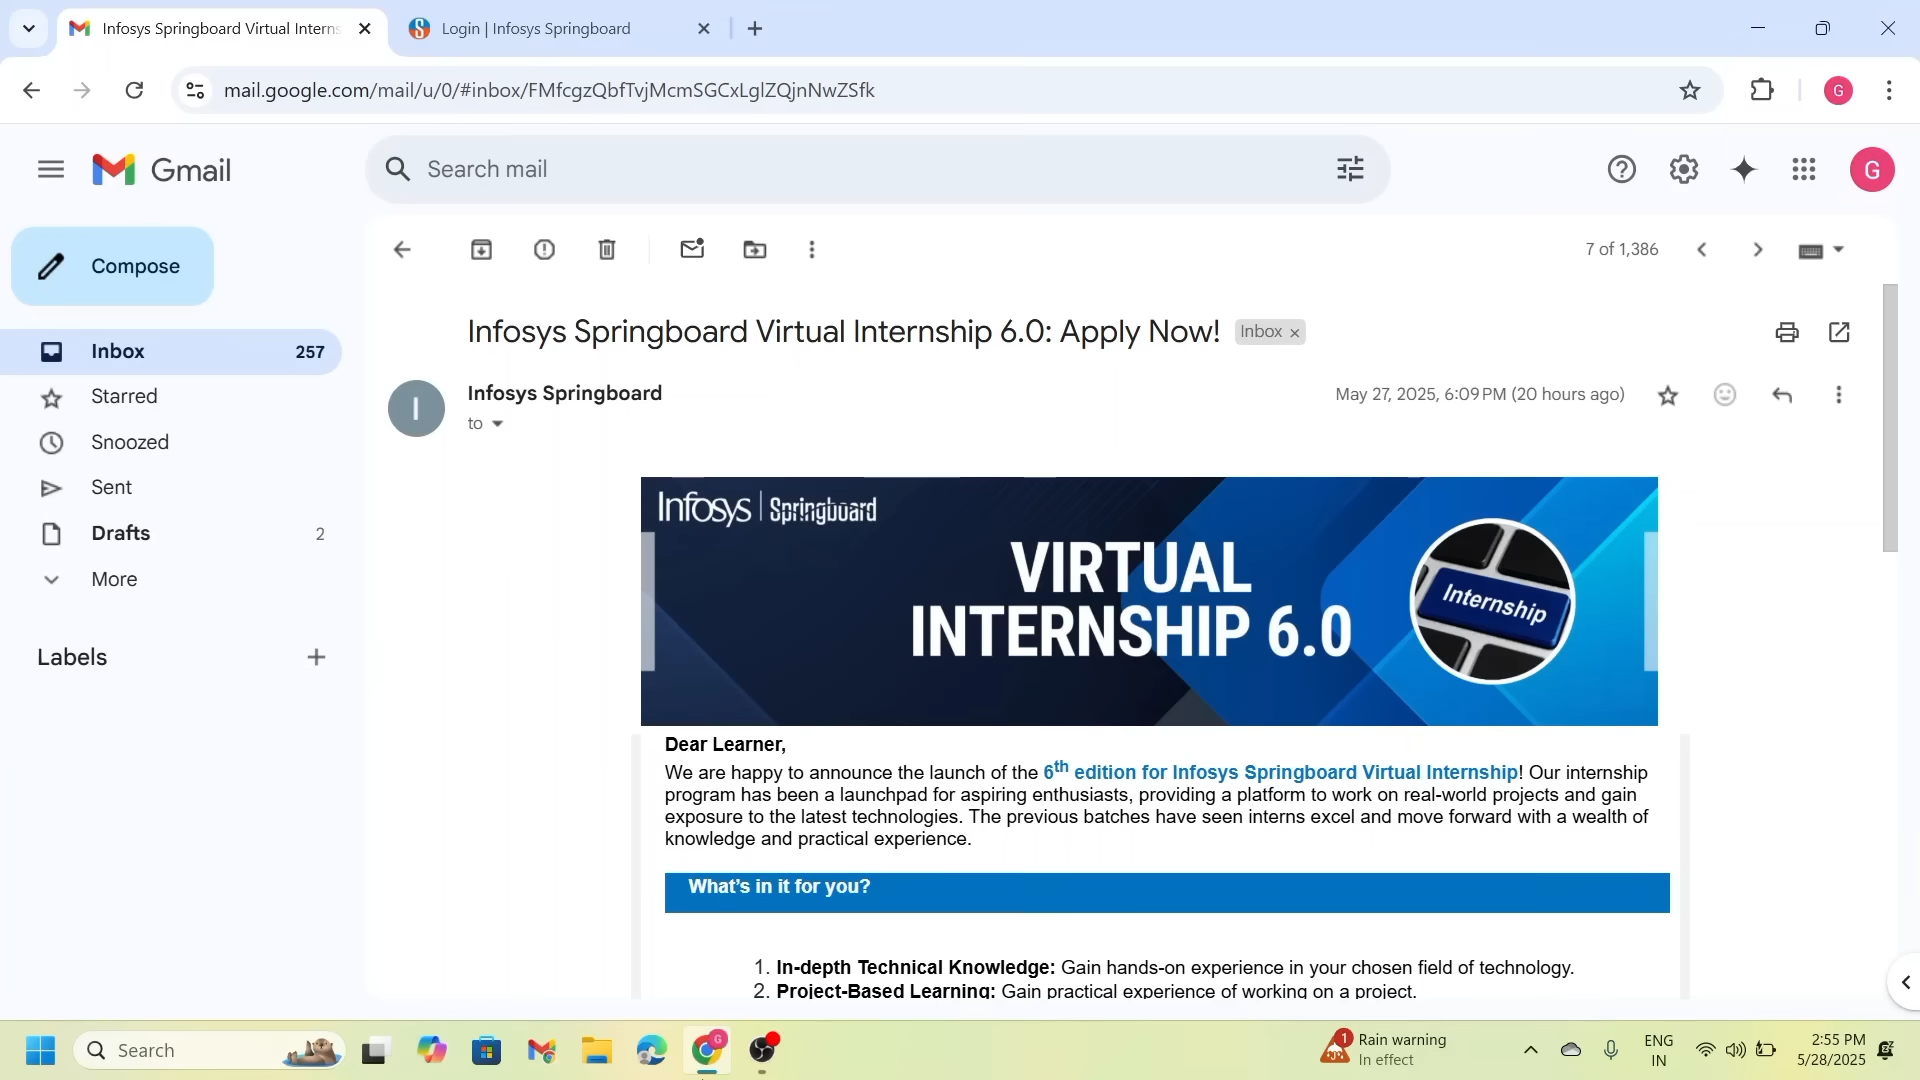 Infosys Springboard Virtual Interns
Login | Infosys Springboard
mail.google.com/mail/u/0/#inbox/FMfcgzQbfTvjMcmSGCxLglZQjnNwZSfk
G
Gmail
Search mail
G
Compose
7 of 1,386
Infosys Springboard Virtual Internship 6.0: Apply Now!
Inbox ×
Inbox 257
Starred
Snoozed
Sent
Drafts 2
More
Labels
I
Infosys Springboard
May 27, 2025, 6:09 PM (20 hours ago)
to
Infosys | Springboard
VIRTUAL
INTERNSHIP 6.0
Internship
Dear Learner,
We are happy to announce the launch of the 6th edition for Infosys Springboard Virtual Internship! Our internship
program has been a launchpad for aspiring enthusiasts, providing a platform to work on real-world projects and gain
exposure to the latest technologies. The previous batches have seen interns excel and move forward with a wealth of
knowledge and practical experience.
What's in it for you?
1. In-depth Technical Knowledge: Gain hands-on experience in your chosen field of technology.
2. Project-Based Learning: Gain practical experience of working on a project.
Search
G
1
Rain warning
In effect
ENG
IN
2:55 PM
5/28/2025